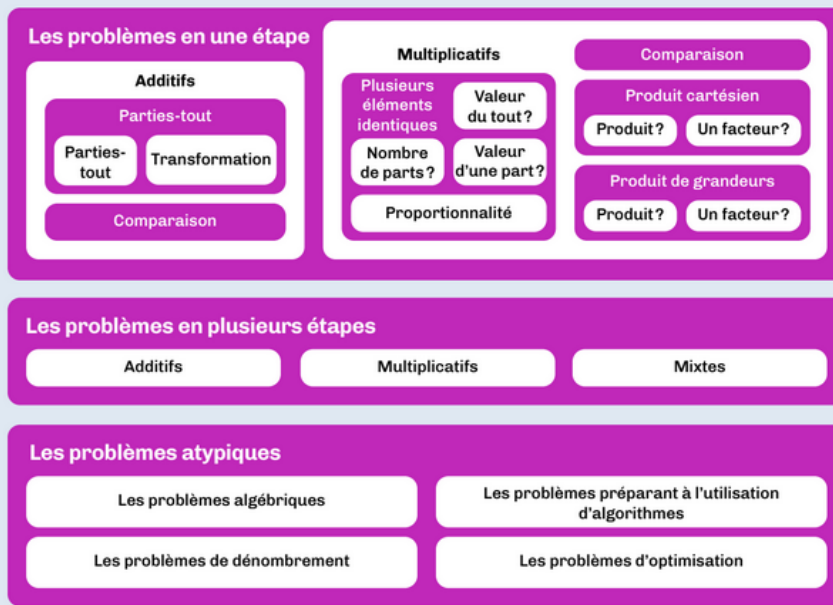 Les problèmes en une étape
Additifs
Parties-tout
Parties-
tout
Transformation
Comparaison
Multiplicatifs
Plusieurs
éléments
identiques
Valeur
du tout ?
Nombre
de parts ?
Valeur
d'une part ?
Proportionnalité
Comparaison
Produit cartésien
Produit ?
Un facteur ?
Produit de grandeurs
Produit ?
Un facteur ?
Les problèmes en plusieurs étapes
Additifs
Multiplicatifs
Mixtes
Les problèmes atypiques
Les problèmes algébriques
Les problèmes préparant à l'utilisation
d'algorithmes
Les problèmes de dénombrement
Les problèmes d'optimisation